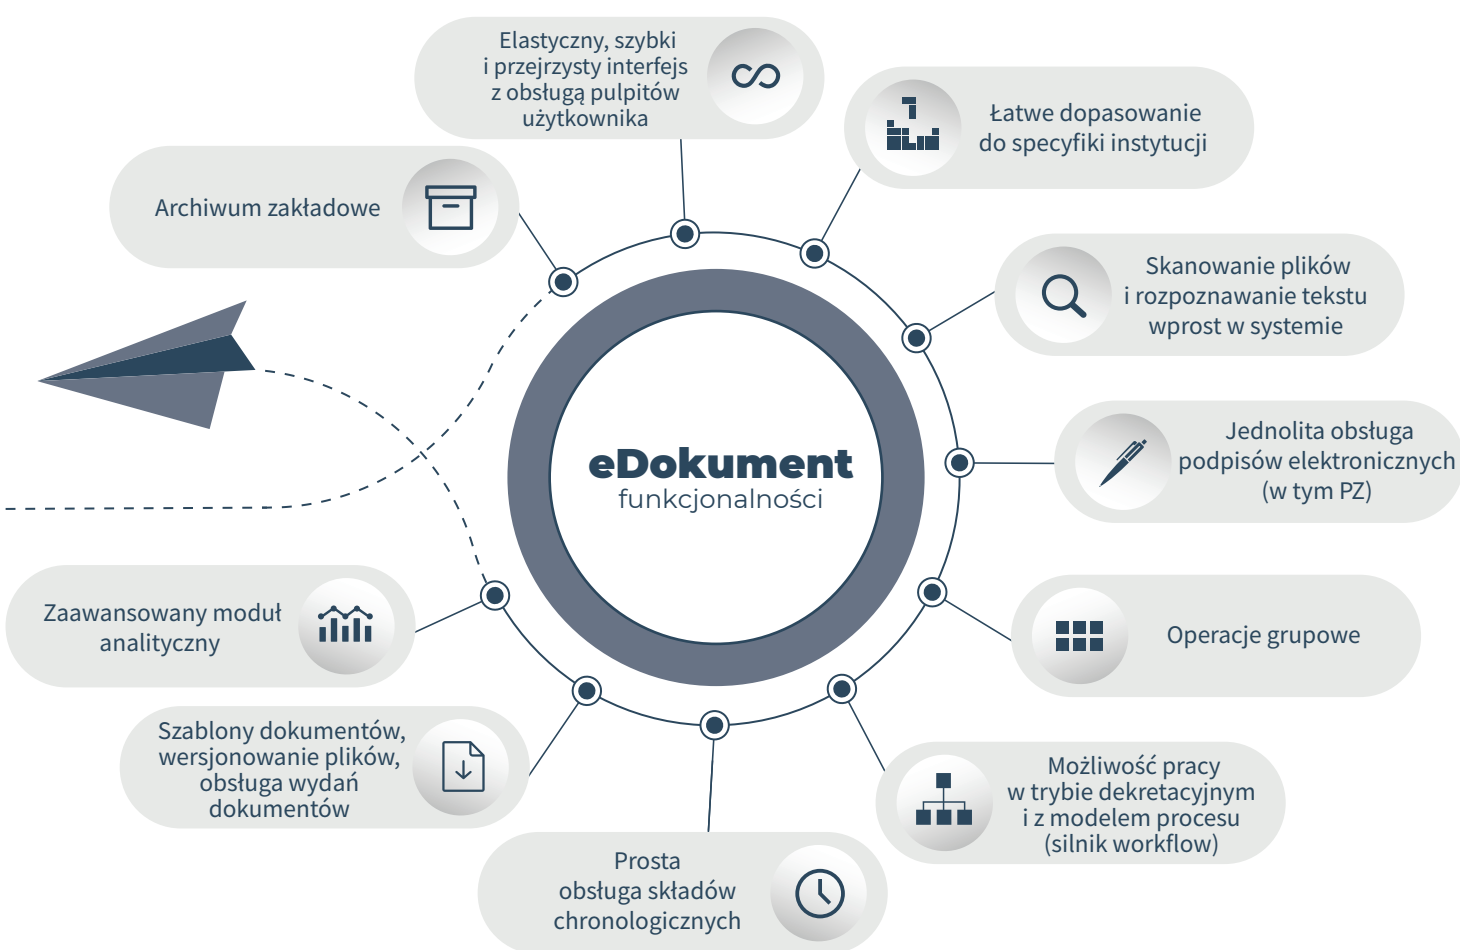 Elastyczny, szybki
i przejrzysty interfejs
z obsługą pulpitów
użytkownika
Łatwe dopasowanie
do specyfiki instytucji
Archiwum zakładowe
Skanowanie plików
i rozpoznawanie tekstu
wprost w systemie
Jednolita obsługa
podpisów elektronicznych
(w tym PZ)
eDokument
funkcjonalności
Zaawansowany moduł
analityczny
Operacje grupowe
Szablony dokumentów,
wersjonowanie plików,
obsługa wydań
dokumentów
Możliwość pracy
w trybie dekretacyjnym
i z modelem procesu
(silnik workflow)
Prosta
obsługa składów
chronologicznych